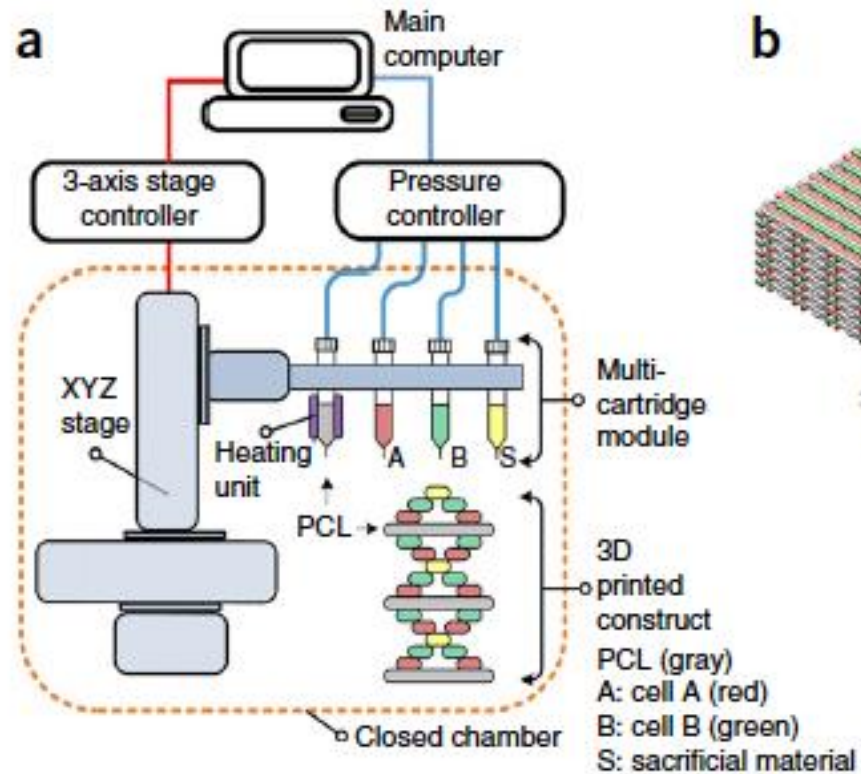 a
Main
computer
b
3-axis stage
controller
Pressure
controller
XYZ
stage
Heating
unit
A
B
S
Multi-
cartridge
module
PCL
3D
printed
construct
PCL (gray)
A: cell A (red)
B: cell B (green)
S: sacrificial material
Closed chamber